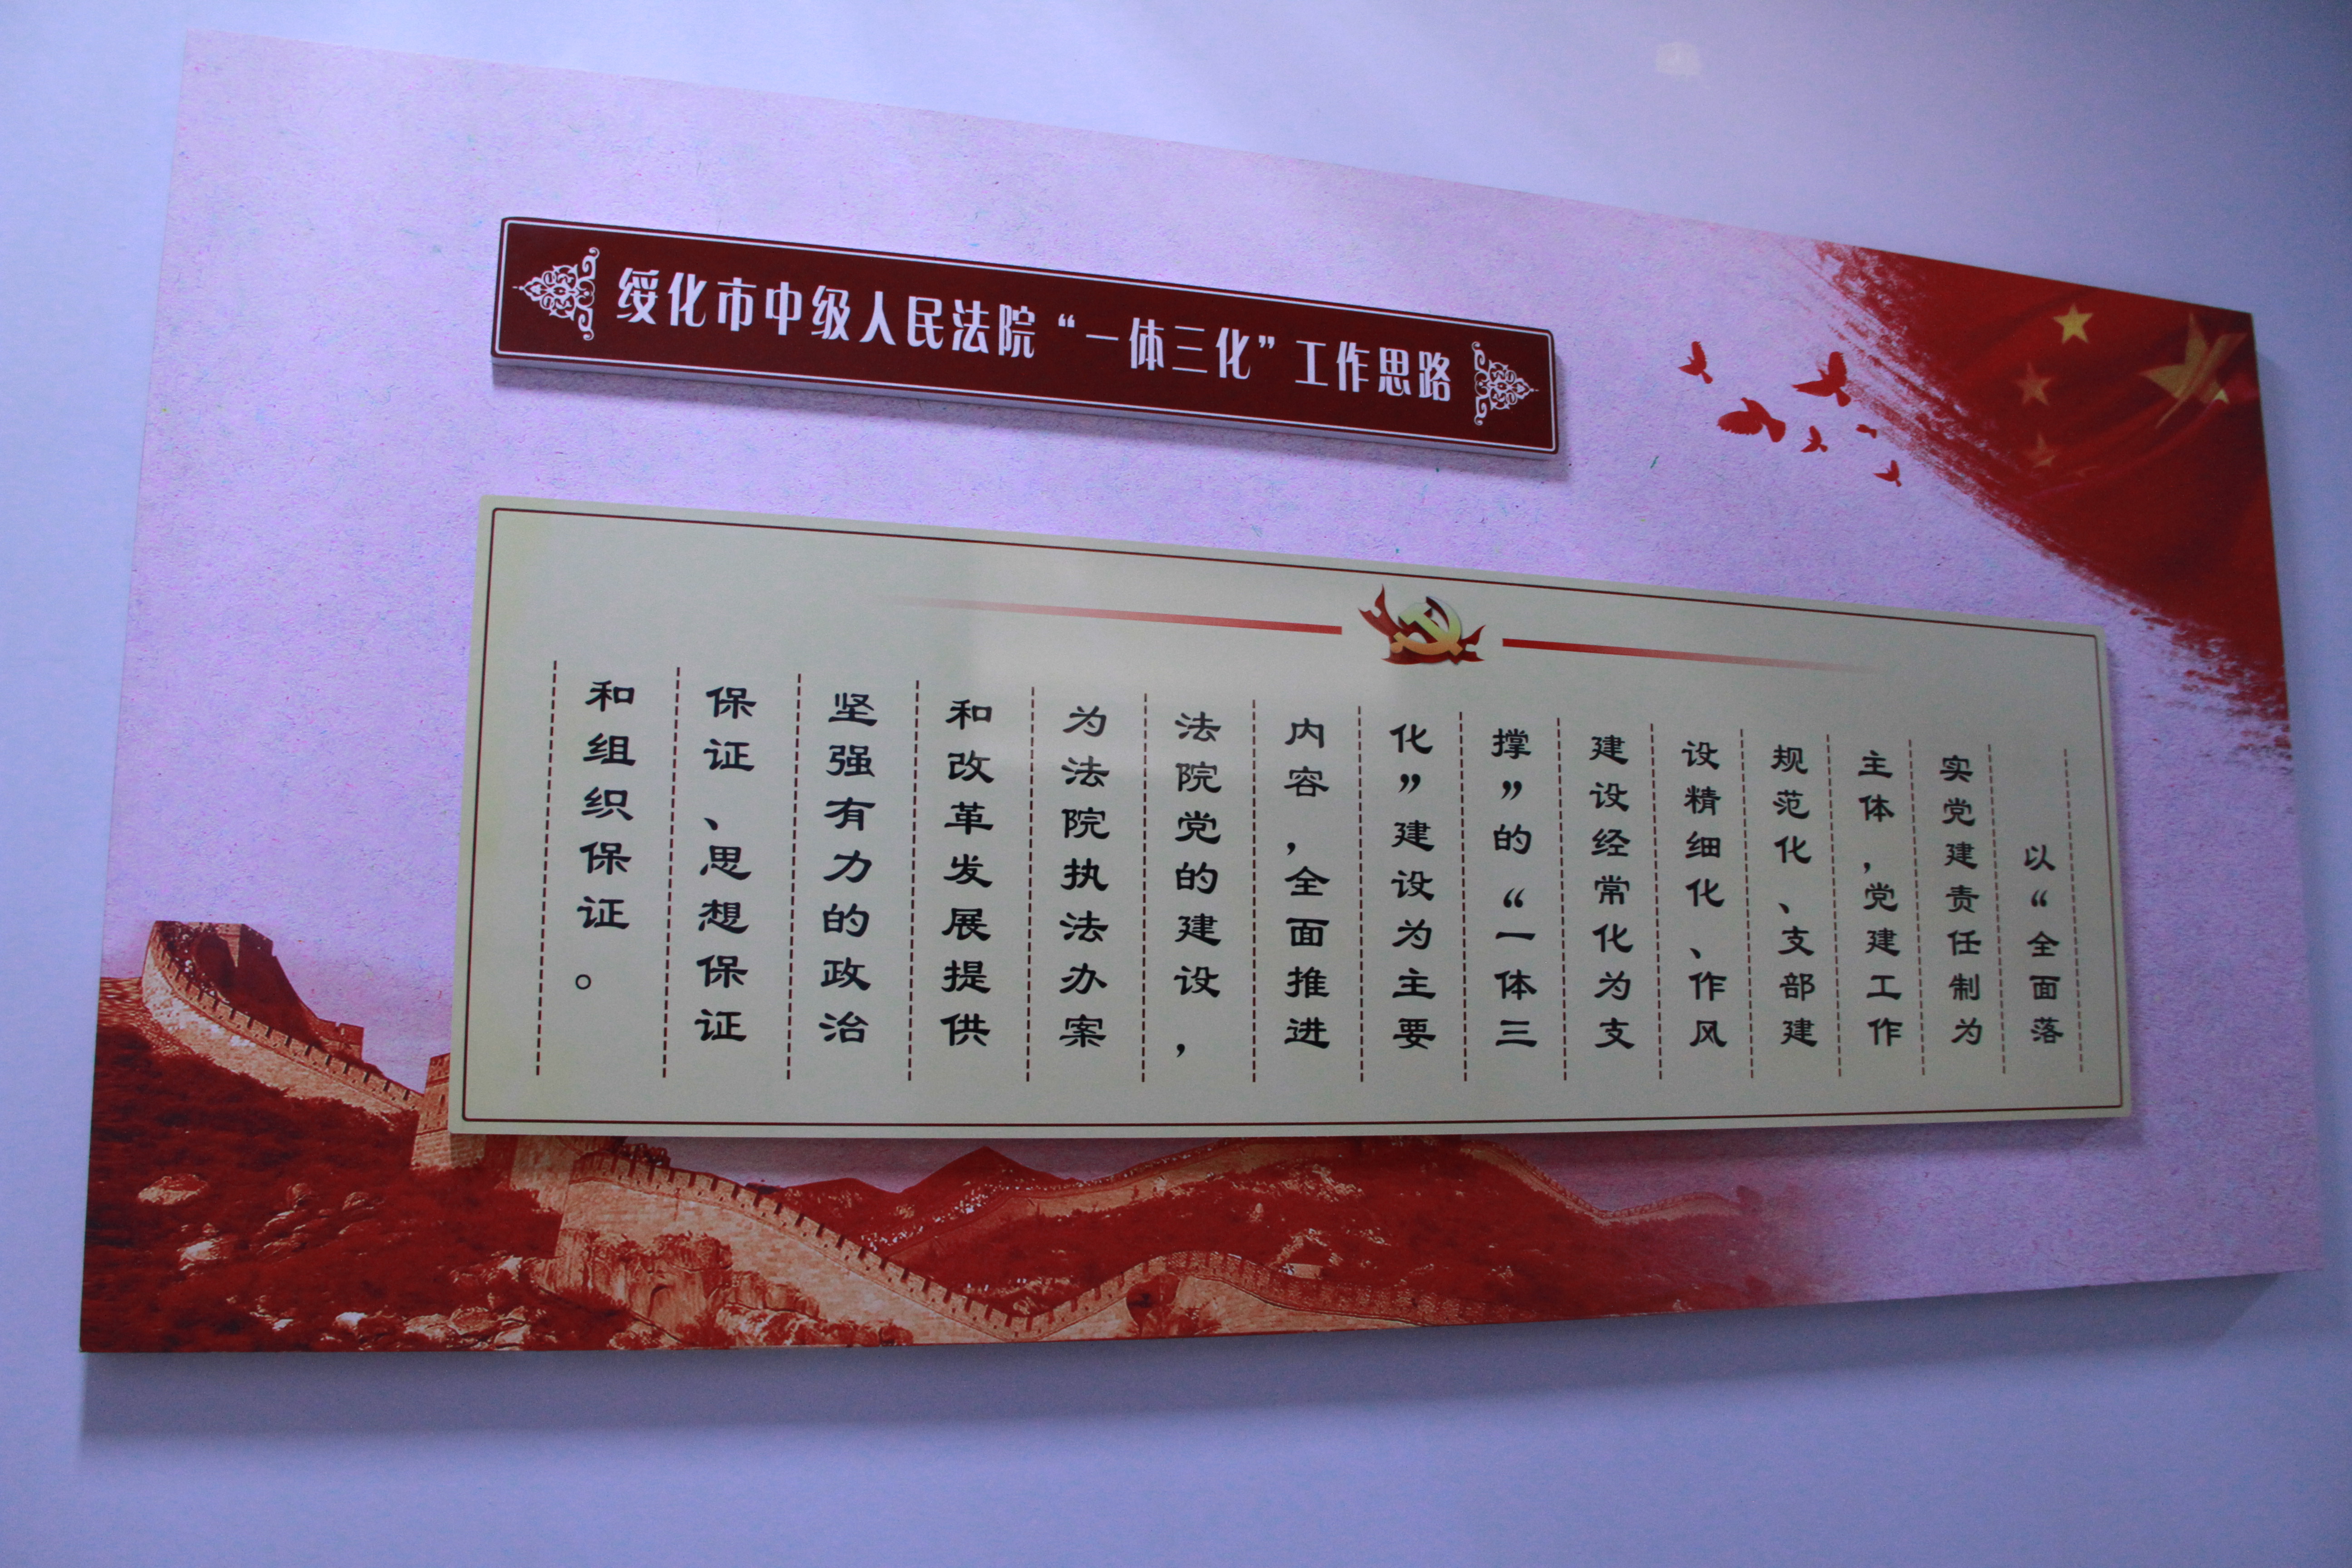 绥化市中级人民法院“一体三化”工作思路
以“全面落
实党建责任制为
主体，党建工作
规范化、支部建
设精细化、作风
建设经常化为支
撑”的“一体三
化”建设为主要
内容，全面推进
法院党的建设，
为法院执法办案
和改革发展提供
坚强有力的政治
保证、思想保证
和组织保证。